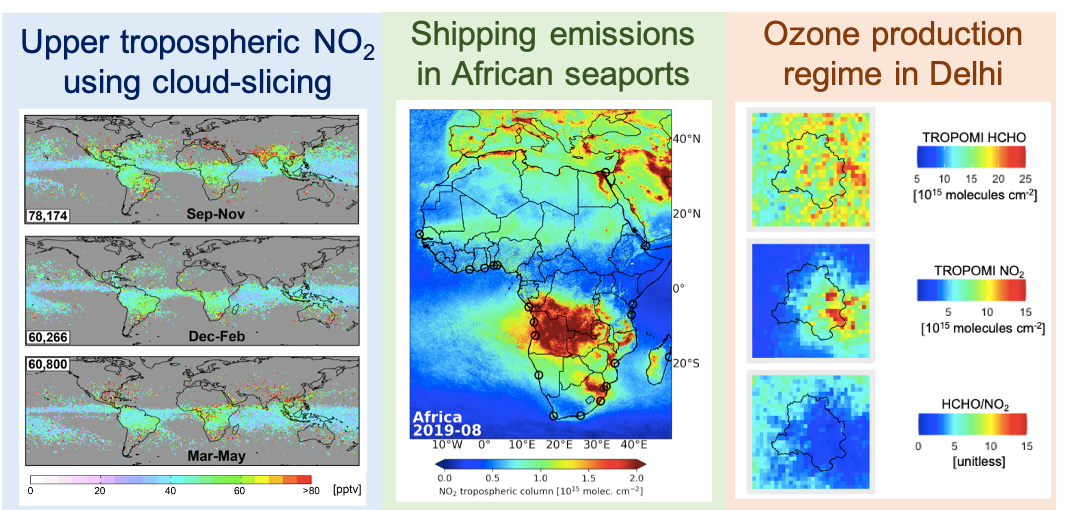 Upper tropospheric NO2
using cloud-slicing
78,174
Sep-Nov
60,266
Dec-Feb
60,800
Mar-May
0 20 40 60 >80 [pptv]
Shipping emissions
in African seaports
40°N
20°N
0°
20°S
Africa
2019-08
10°W 0° 10°E 20°E 30°E 40°E
0.0 0.5 1.0 1.5 2.0
NO2 tropospheric column [10^15 molec. cm^-2]
Ozone production
regime in Delhi
TROPOMI HCHO
5 10 15 20 25
[10^15 molecules cm^-2]
TROPOMI NO2
5 10 15
[10^15 molecules cm^-2]
HCHO/NO2
0 5 10 15
[unitless]